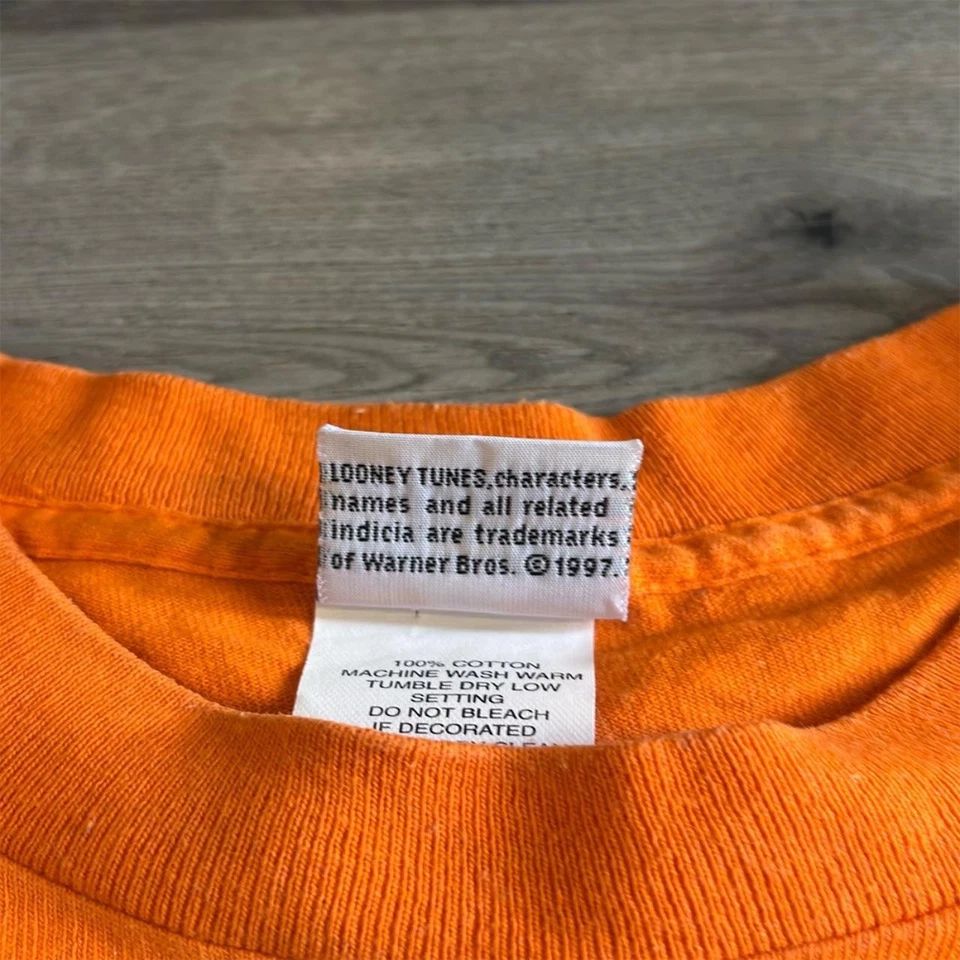 LOONEY TUNES, characters,
names and all related
indicia are trademarks
of Warner Bros. ©1997.
100% COTTON
MACHINE WASH WARM
TUMBLE DRY LOW
SETTING
DO NOT BLEACH
IF DECORATED